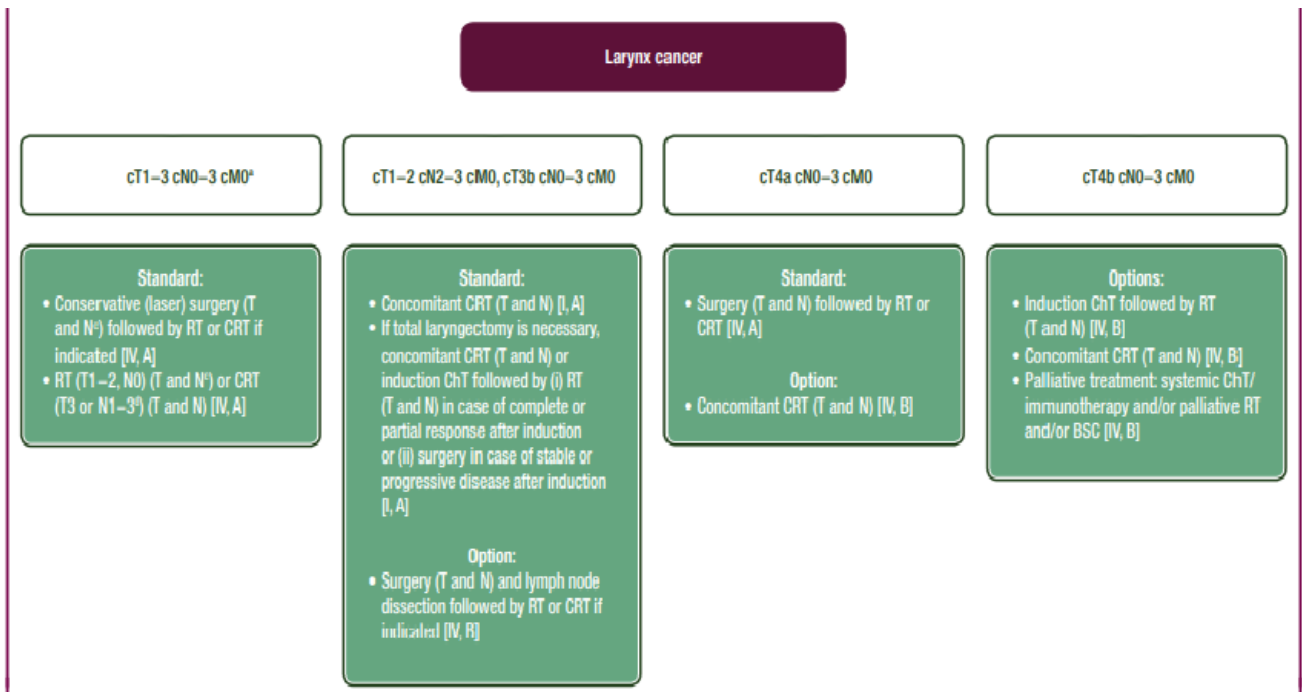 Larynx cancer
cT1=3 cN0=3 cM0ᵃ
Standard:
• Conservative (laser) surgery (T
and Nᶜ) followed by RT or CRT if
indicated [IV, A]
• RT (T1–2, N0) (T and Nᶜ) or CRT
(T3 or N1–3ᵈ) (T and N) [IV, A]
cT1=2 cN2=3 cM0, cT3b cN0=3 cM0
Standard:
• Concomitant CRT (T and N) [I, A]
• If total laryngectomy is necessary,
concomitant CRT (T and N) or
induction ChT followed by (i) RT
(T and N) in case of complete or
partial response after induction
or (ii) surgery in case of stable or
progressive disease after induction
[I, A]
Option:
• Surgery (T and N) and lymph node
dissection followed by RT or CRT if
indicated [IV, B]
cT4a cN0=3 cM0
Standard:
• Surgery (T and N) followed by RT or
CRT [IV, A]
Option:
• Concomitant CRT (T and N) [IV, B]
cT4b cN0=3 cM0
Options:
• Induction ChT followed by RT
(T and N) [IV, B]
• Concomitant CRT (T and N) [IV, B]
• Palliative treatment: systemic ChT/
immunotherapy and/or palliative RT
and/or BSC [IV, B]